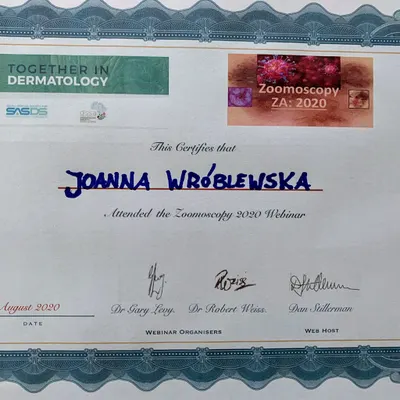 TOGETHER IN
DERMATOLOGY
SASDS
Zoomoscopy
ZA: 2020
This Certifies that
JOANNA WRÓBLEWSKA
Attended the Zoomoscopy 2020 Webinar
August 2020
DATE
Dr Gary Levy.
Dr Robert Weiss.
Dan Stillerman
WEBINAR ORGANISERS
WEB HOST